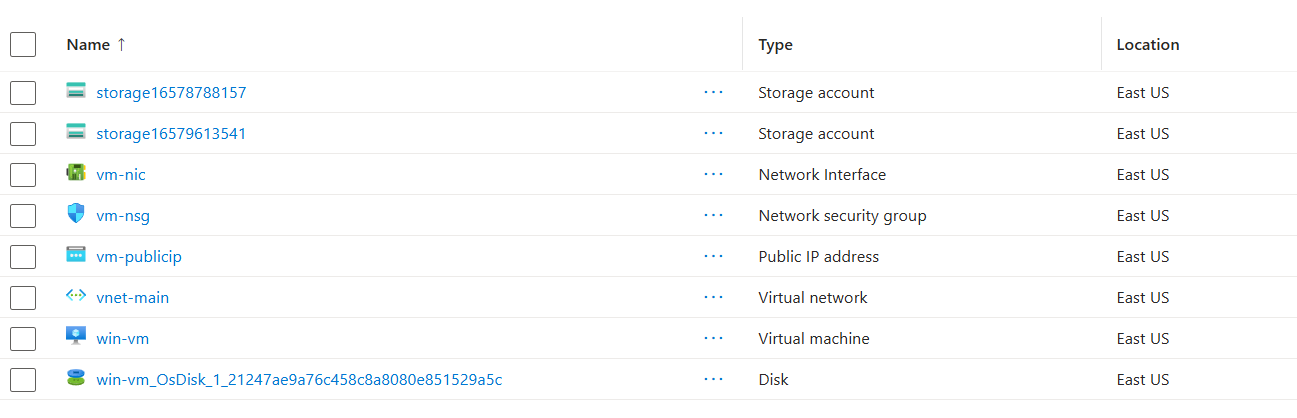 Name ↑ Type Location
storage16578788157 ... Storage account East US
storage16579613541 ... Storage account East US
vm-nic ... Network Interface East US
vm-nsg ... Network security group East US
vm-publicip ... Public IP address East US
vnet-main ... Virtual network East US
win-vm ... Virtual machine East US
win-vm_OsDisk_1_21247ae9a76c458c8a8080e851529a5c ... Disk East US